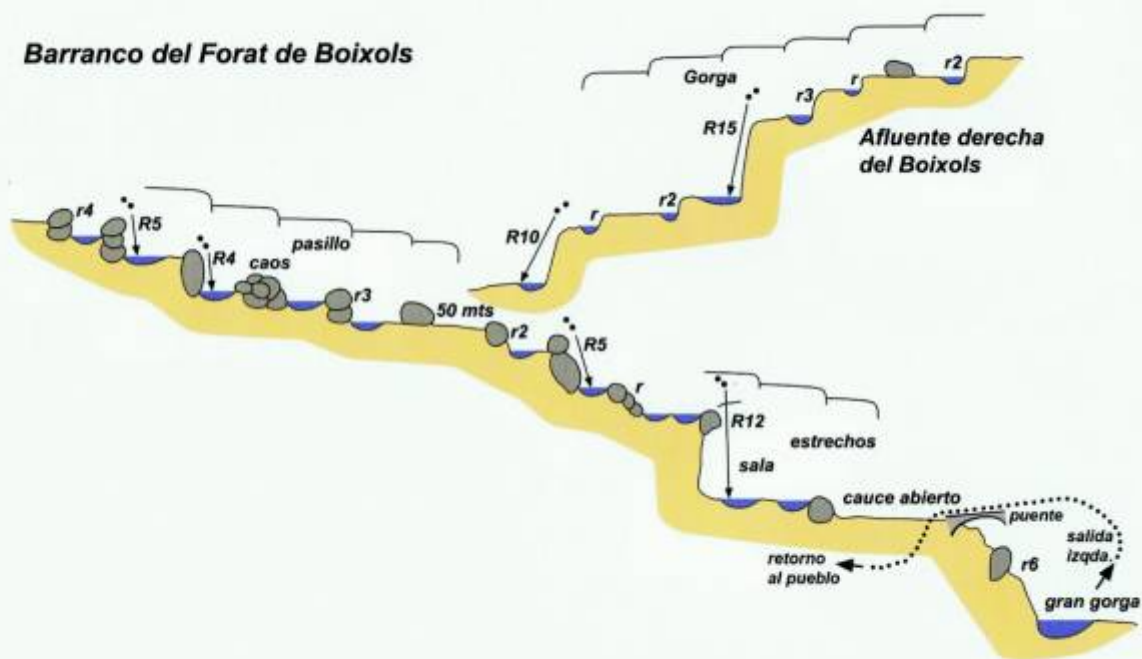 Barranco del Forat de Boixols
Gorga
r2
r
r3
R15
Afluente derecha
del Boixols
r2
r
R10
r4
R5
pasillo
R4
caos
r3
50 mts
r2
R5
r
R12
estrechos
sala
cauce abierto
puente
salida
izqda.
retorno
al pueblo
r6
gran gorga